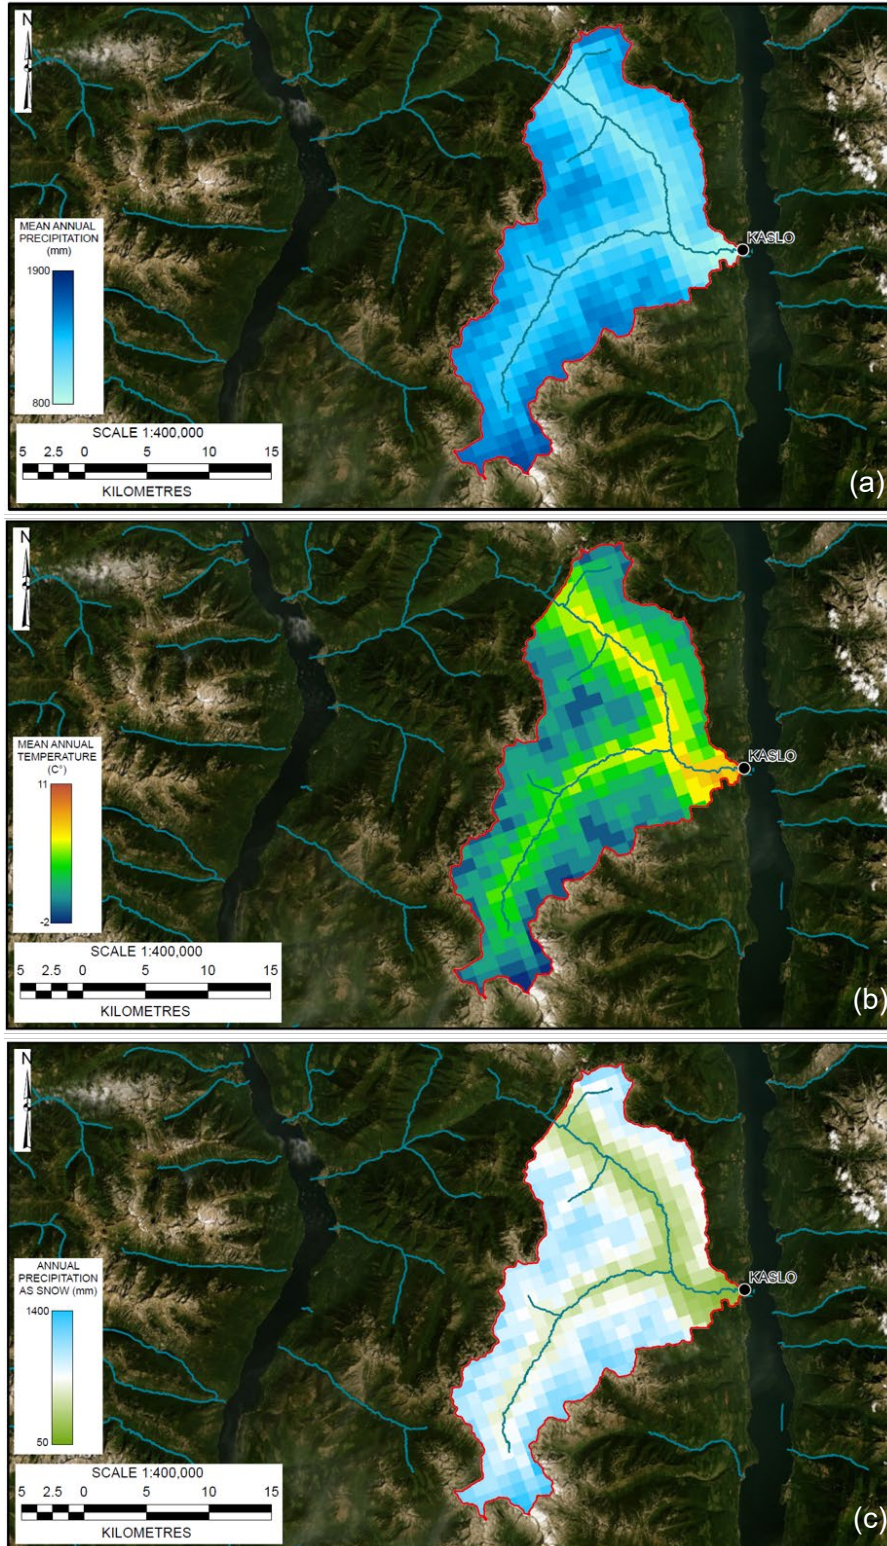 N
KASLO
MEAN ANNUAL
PRECIPITATION
(mm)
1900
800
SCALE 1:400,000
5 2.5 0 5 10 15
KILOMETRES
(a)
N
KASLO
MEAN ANNUAL
TEMPERATURE
(C°)
11
-2
SCALE 1:400,000
5 2.5 0 5 10 15
KILOMETRES
(b)
N
KASLO
ANNUAL
PRECIPITATION
AS SNOW (mm)
1400
50
SCALE 1:400,000
5 2.5 0 5 10 15
KILOMETRES
(c)